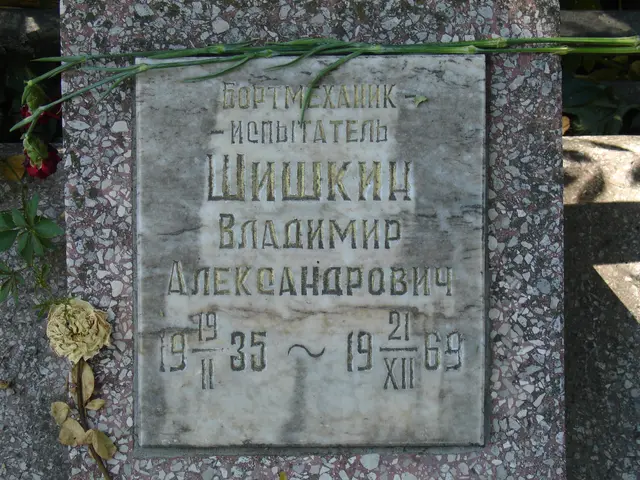 Бортмеханик-
-испытатель
Шишкин
Владимир
Александрович
19 19/II 35 ~ 19 21/XII 69